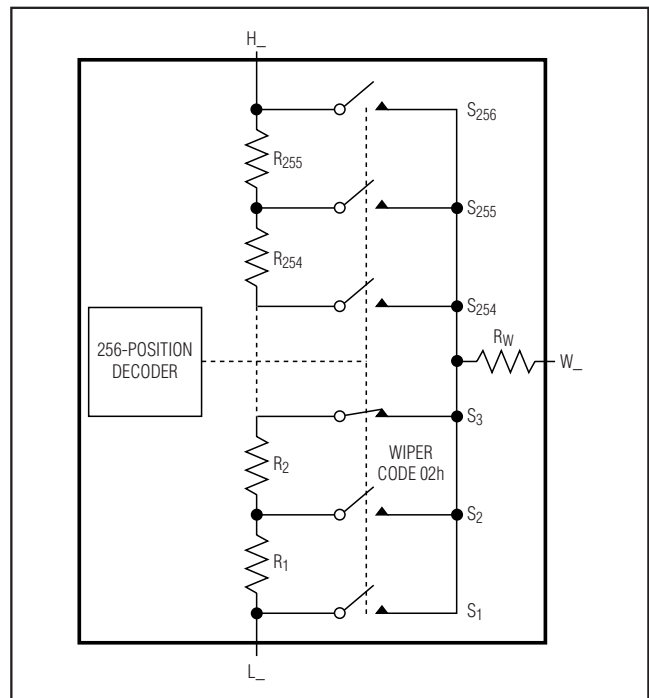 H_
S256
R255
S255
R254
S254
256-POSITION
DECODER
RW
W_
S3
WIPER
CODE 02h
R2
S2
R1
S1
L_